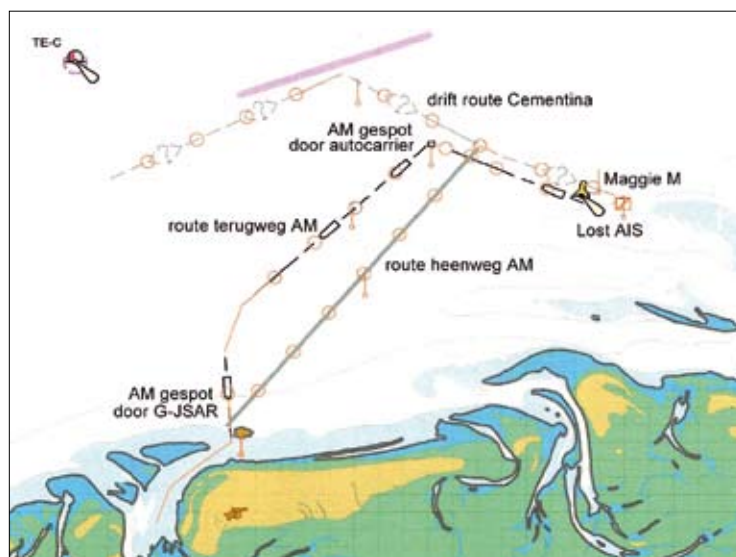 TE-C
drift route Cementina
AM gespot
door autocarrier
Maggie M
route terugweg AM
Lost AIS
route heenweg AM
AM gespot
door G-JSAR